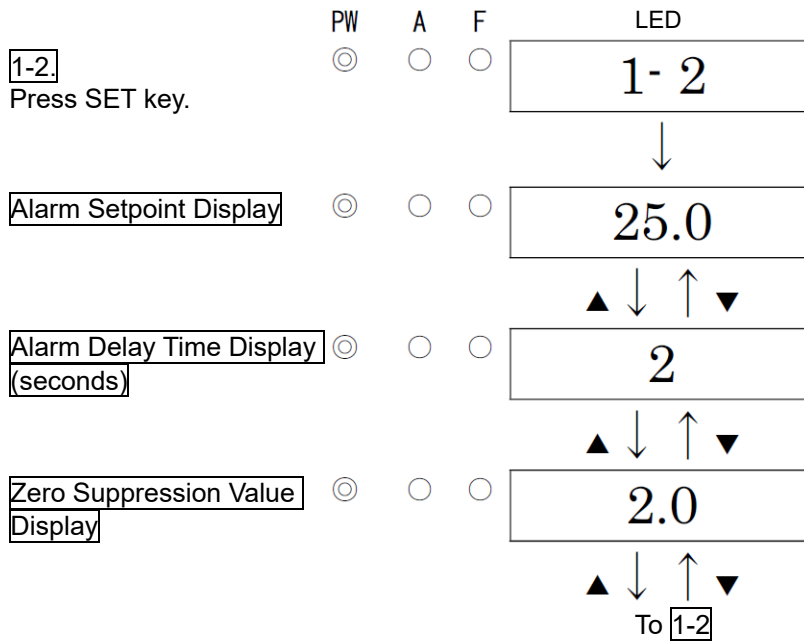 PW A F LED
1-2.
Press SET key.
1- 2
↓
Alarm Setpoint Display ◎ ○ ○ 25.0
▲ ↓ ↑ ▼
Alarm Delay Time Display ◎ ○ ○ 2
(seconds)
▲ ↓ ↑ ▼
Zero Suppression Value ◎ ○ ○ 2.0
Display
▲ ↓ ↑ ▼
To 1-2